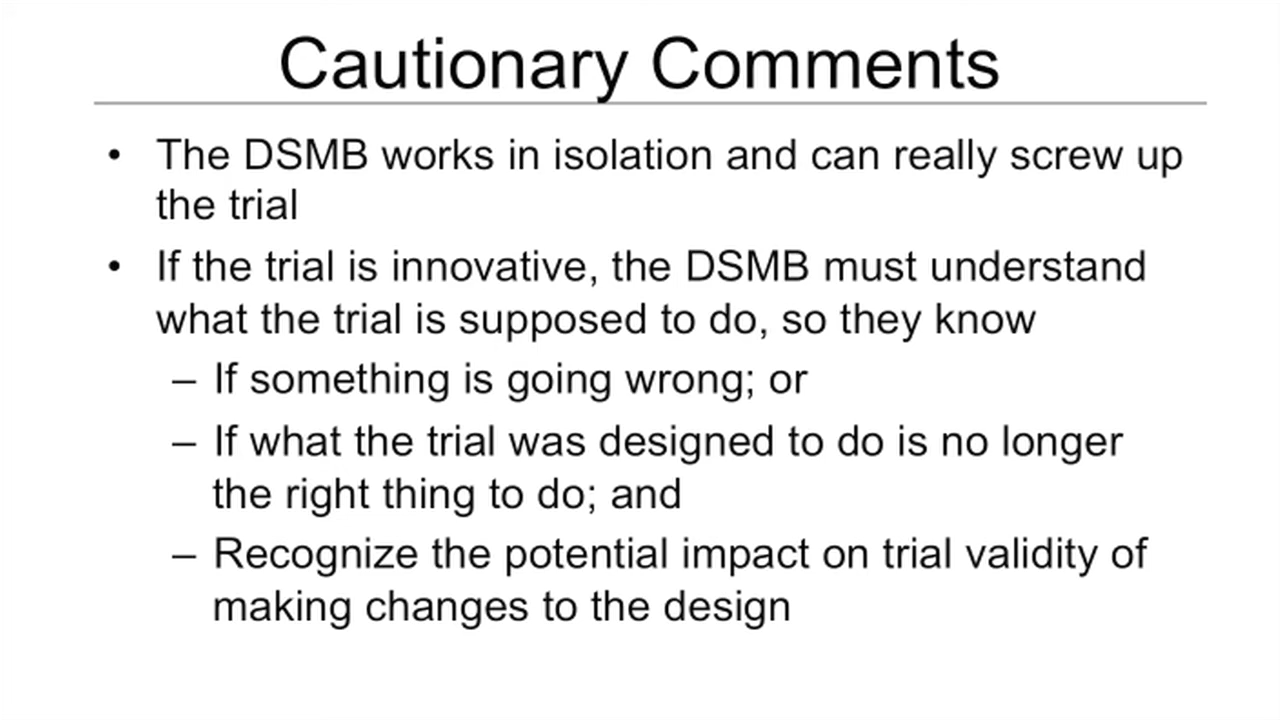 Cautionary Comments
• The DSMB works in isolation and can really screw up
the trial
• If the trial is innovative, the DSMB must understand
what the trial is supposed to do, so they know
– If something is going wrong; or
– If what the trial was designed to do is no longer
the right thing to do; and
– Recognize the potential impact on trial validity of
making changes to the design